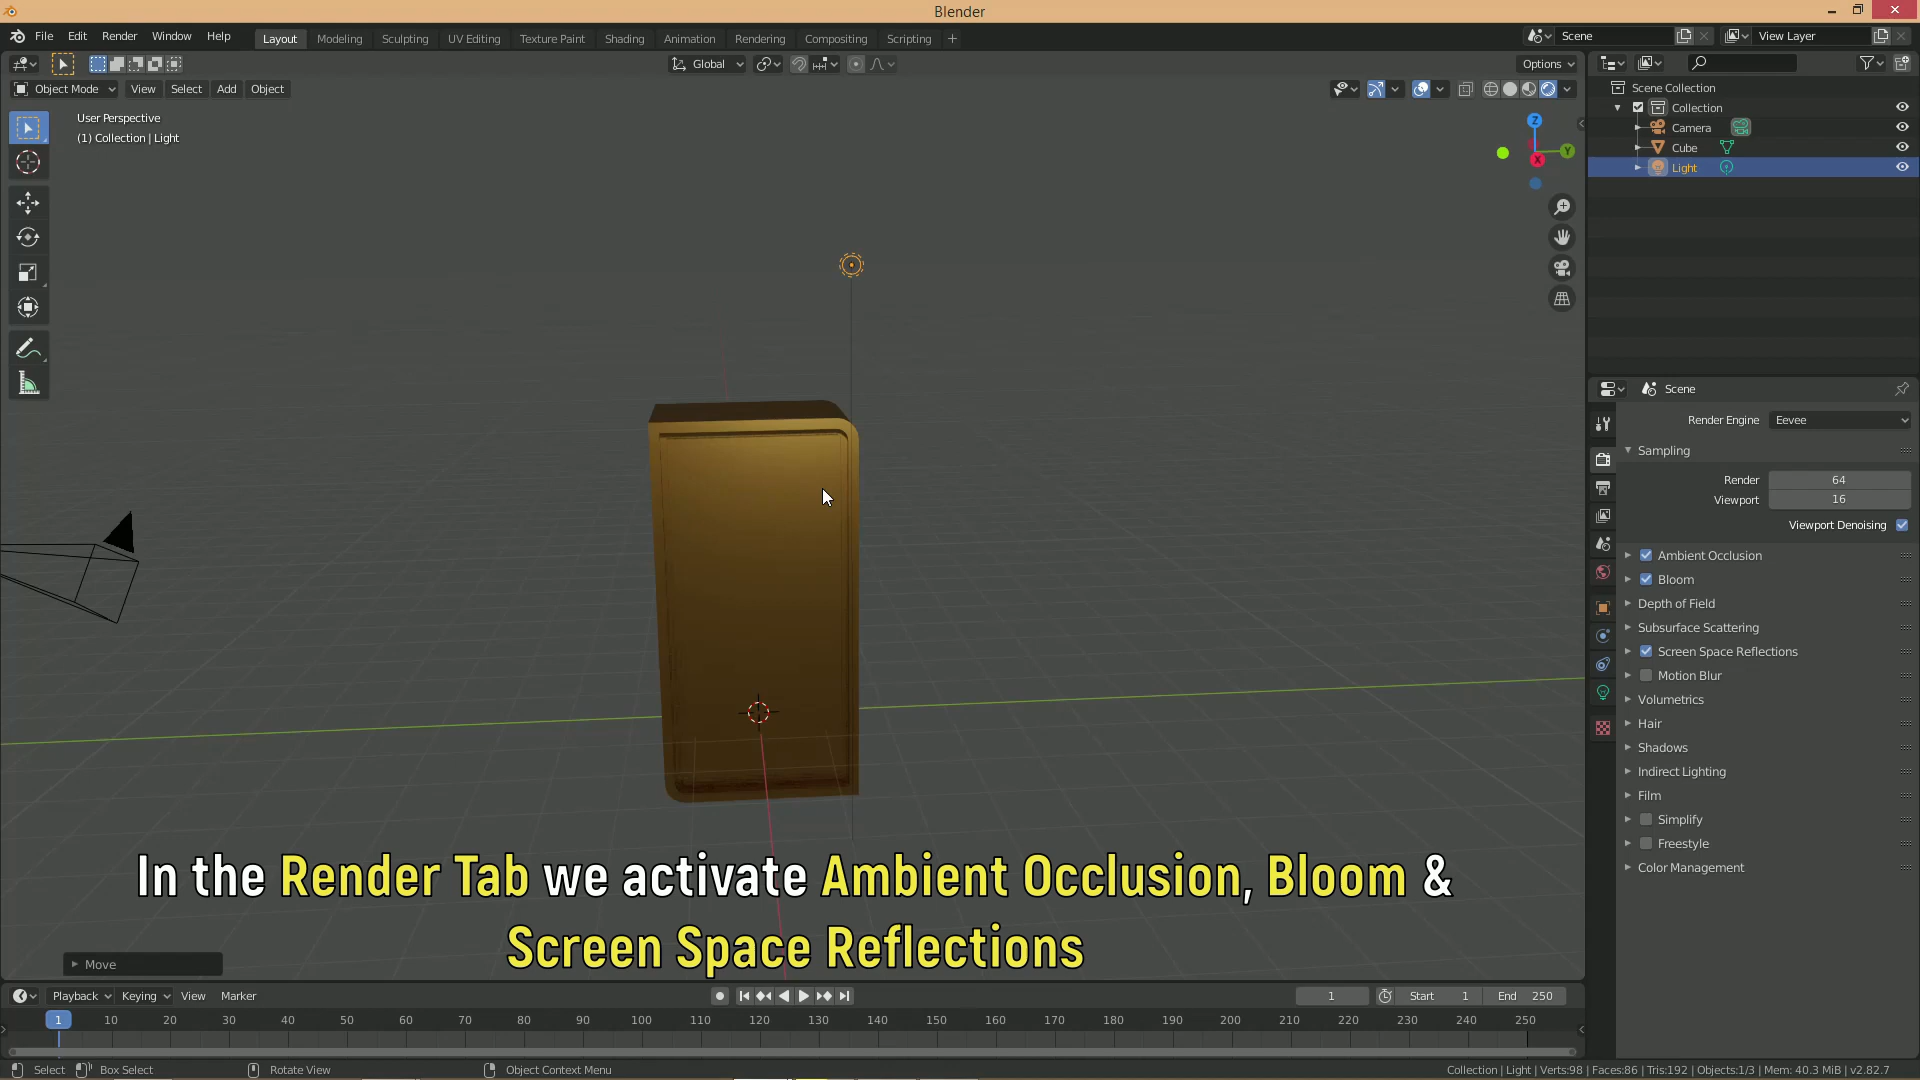 Blender
File Edit Render Window Help Layout Modeling Sculpting UV Editing Texture Paint Shading Animation Rendering Compositing Scripting + Scene View Layer
Global Options
Object Mode View Select Add Object
User Perspective
(1) Collection | Light
Z
Y
X
Scene Collection
Collection
Camera
Cube
Light
Scene
Render Engine Eevee
Sampling
Render 64
Viewport 16
Viewport Denoising
Ambient Occlusion
Bloom
Depth of Field
Subsurface Scattering
Screen Space Reflections
Motion Blur
Volumetrics
Hair
Shadows
Indirect Lighting
Film
Simplify
Freestyle
Color Management
In the Render Tab we activate Ambient Occlusion, Bloom &
Screen Space Reflections
Move
Playback Keying View Marker 1 Start 1 End 250
1 10 20 30 40 50 60 70 80 90 100 110 120 130 140 150 160 170 180 190 200 210 220 230 240 250
Select Box Select Rotate View Object Context Menu Collection | Light | Verts:98 | Faces:86 | Tris:192 | Objects:1/3 | Mem: 40.3 MiB | v2.82.7